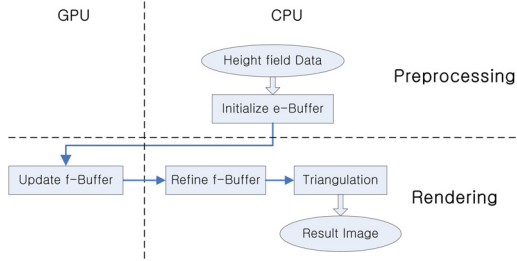 GPU
CPU
Height field Data
Preprocessing
Initialize e-Buffer
Update f-Buffer
Refine f-Buffer
Triangulation
Rendering
Result Image